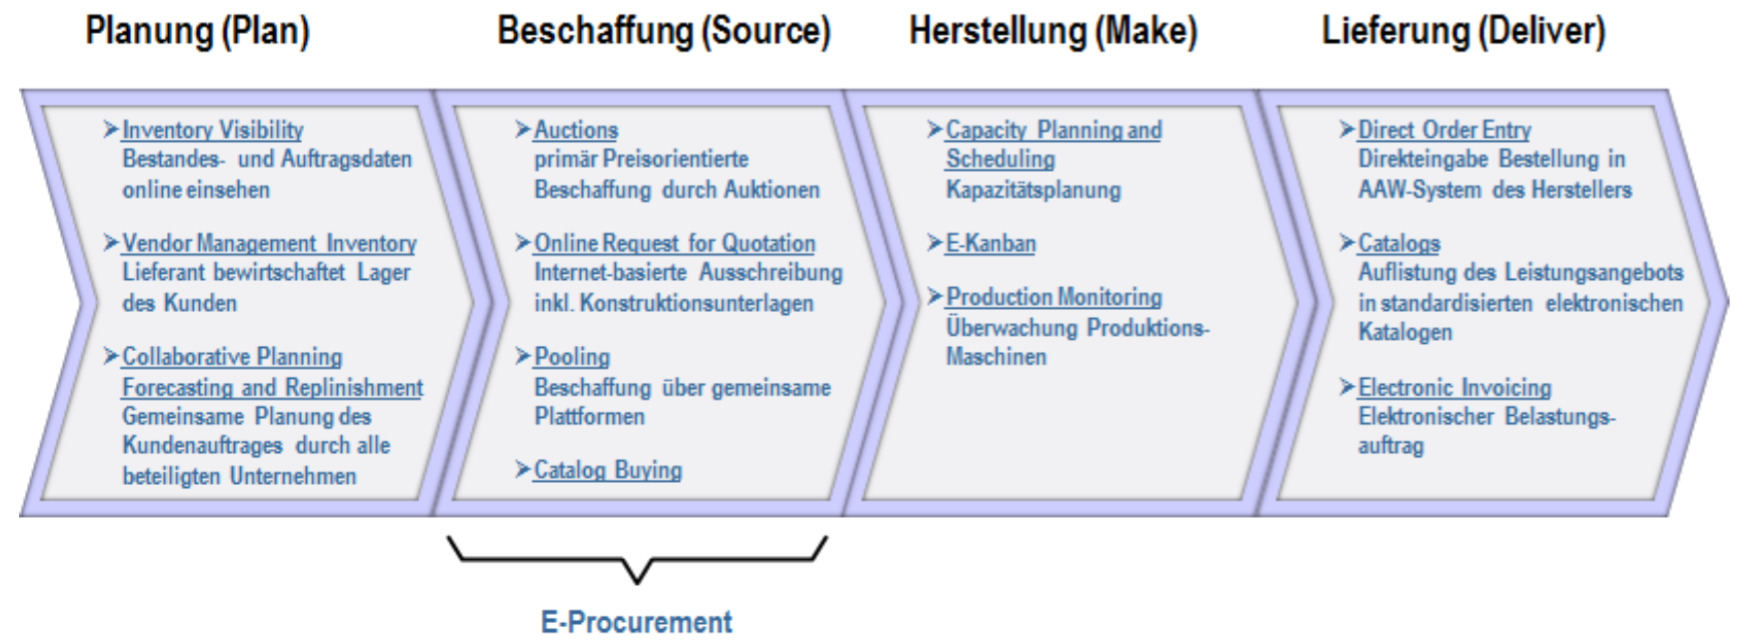 Planung (Plan)
Beschaffung (Source)
Herstellung (Make)
Lieferung (Deliver)
➢Inventory Visibility
Bestandes- und Auftragsdaten
online einsehen
➢Vendor Management Inventory
Lieferant bewirtschaftet Lager
des Kunden
➢Collaborative Planning
Forecasting and Replinishment
Gemeinsame Planung des
Kundenauftrages durch alle
beteiligten Unternehmen
➢Auctions
primär Preisorientierte
Beschaffung durch Auktionen
➢Online Request for Quotation
Internet-basierte Ausschreibung
inkl. Konstruktionsunterlagen
➢Pooling
Beschaffung über gemeinsame
Plattformen
➢Catalog Buying
➢Capacity Planning and
Scheduling
Kapazitätsplanung
➢E-Kanban
➢Production Monitoring
Überwachung Produktions-
Maschinen
➢Direct Order Entry
Direkteingabe Bestellung in
AAW-System des Herstellers
➢Catalogs
Auflistung des Leistungsangebots
in standardisierten elektronischen
Katalogen
➢Electronic Invoicing
Elektronischer Belastungs-
auftrag
E-Procurement